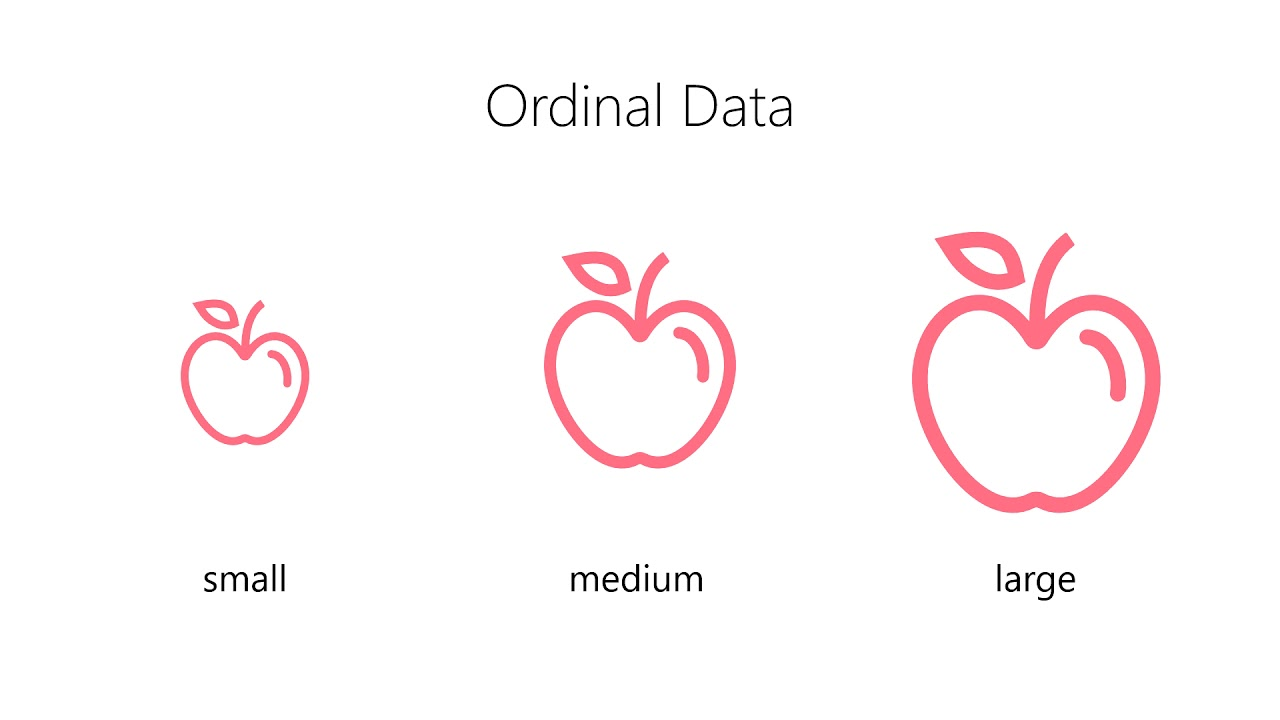 Ordinal Data
small
medium
large